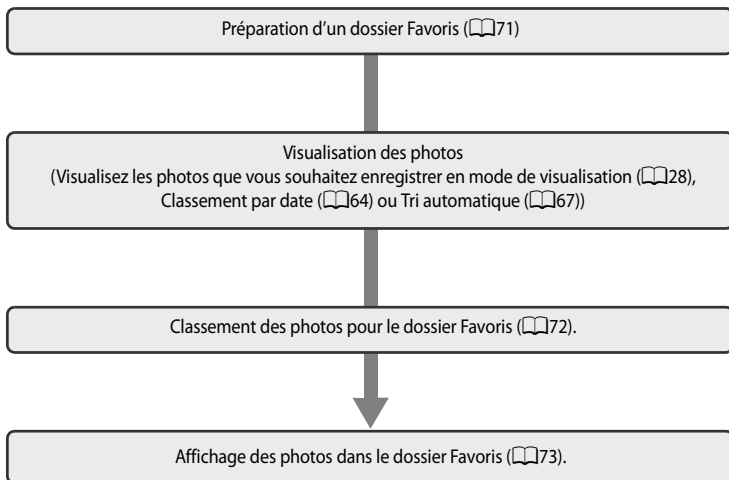 Préparation d’un dossier Favoris (71)
Visualisation des photos
(Visualisez les photos que vous souhaitez enregistrer en mode de visualisation (28),
Classement par date (64) ou Tri automatique (67))
Classement des photos pour le dossier Favoris (72).
Affichage des photos dans le dossier Favoris (73).